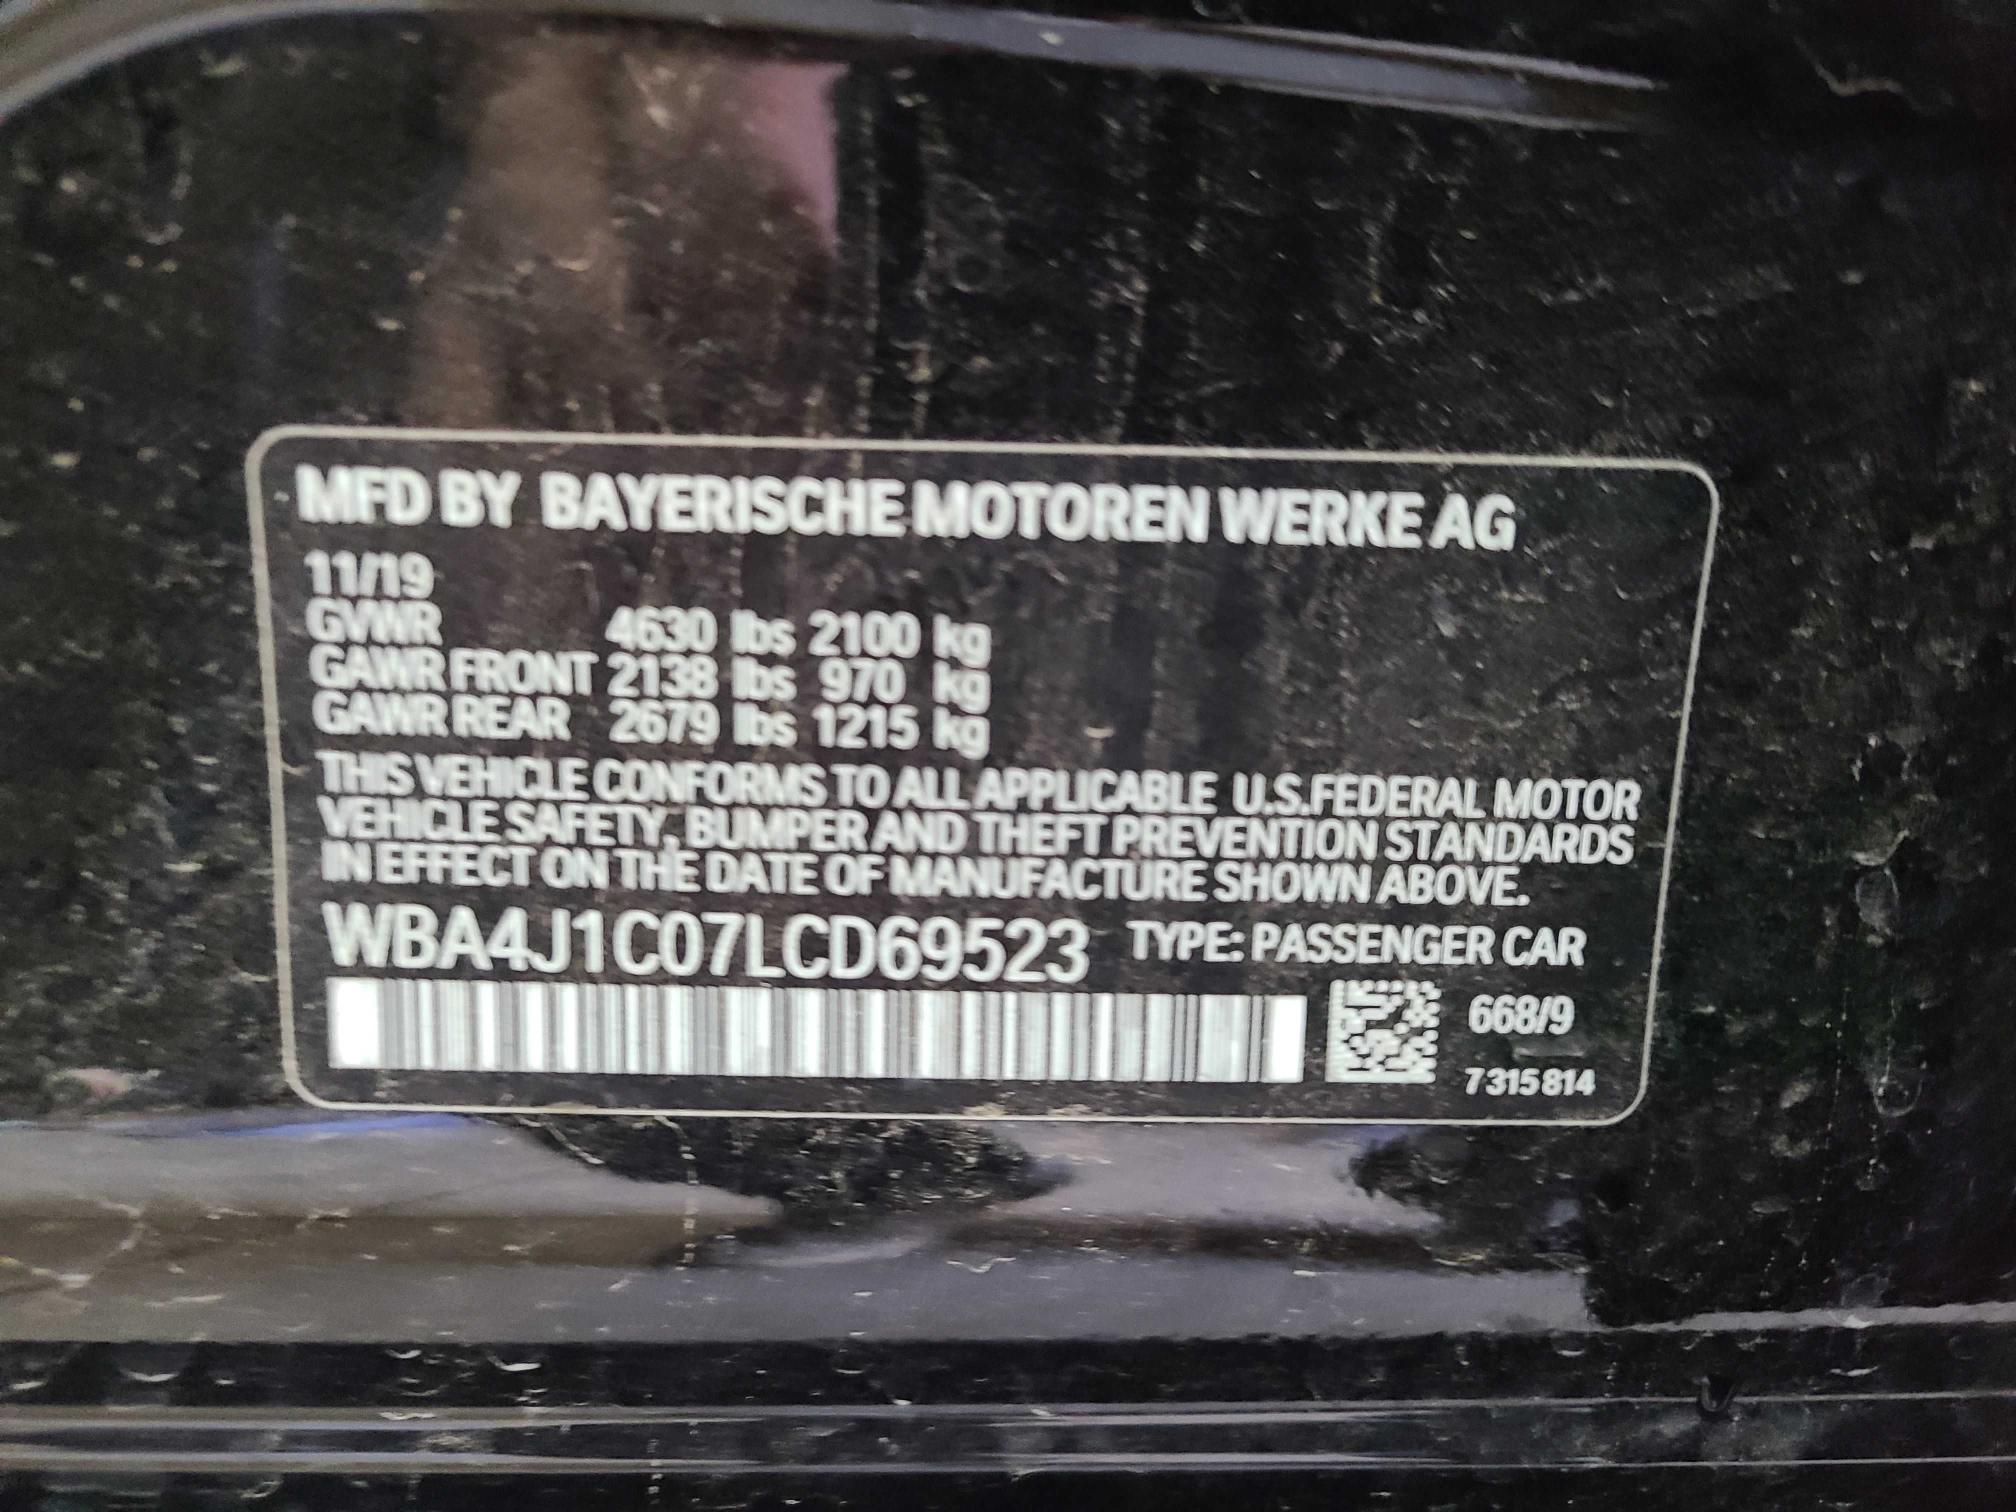 MFD BY BAYERISCHE MOTOREN WERKE AG
11/19
GVWR 4630 lbs 2100 kg
GAWR FRONT 2138 lbs 970 kg
GAWR REAR 2679 lbs 1215 kg
THIS VEHICLE CONFORMS TO ALL APPLICABLE U.S.FEDERAL MOTOR
VEHICLE SAFETY, BUMPER AND THEFT PREVENTION STANDARDS
IN EFFECT ON THE DATE OF MANUFACTURE SHOWN ABOVE.
WBA4J1C07LCD69523 TYPE: PASSENGER CAR
668/9
7315814